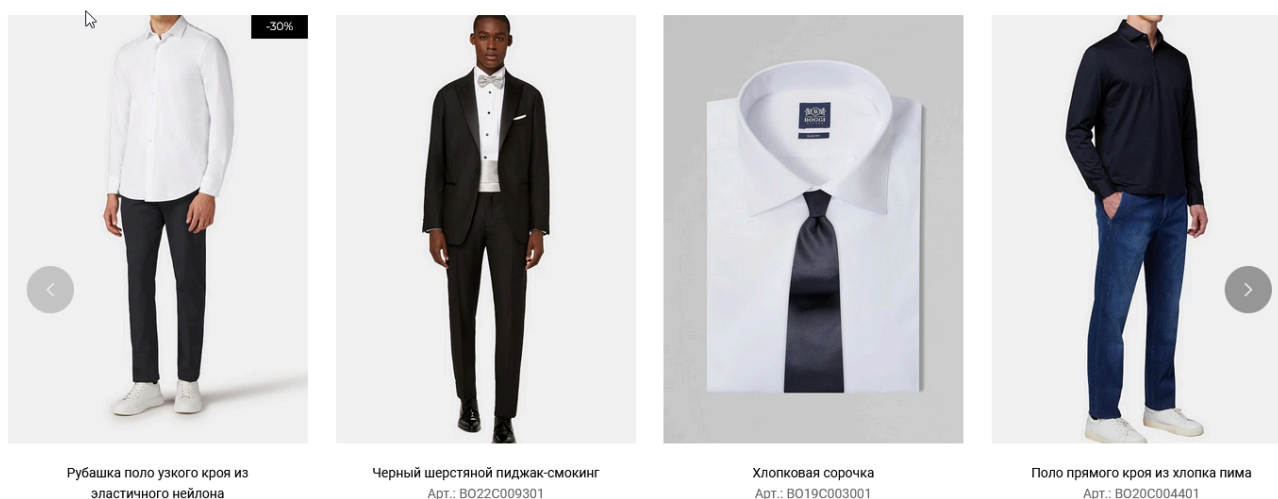 -30%
BOGGI
Рубашка поло узкого кроя из
эластичного нейлона
Черный шерстяной пиджак-смокинг
Арт.: BO22C009301
Хлопковая сорочка
Арт.: BO19C003001
Поло прямого кроя из хлопка пима
Арт.: BO20C004401